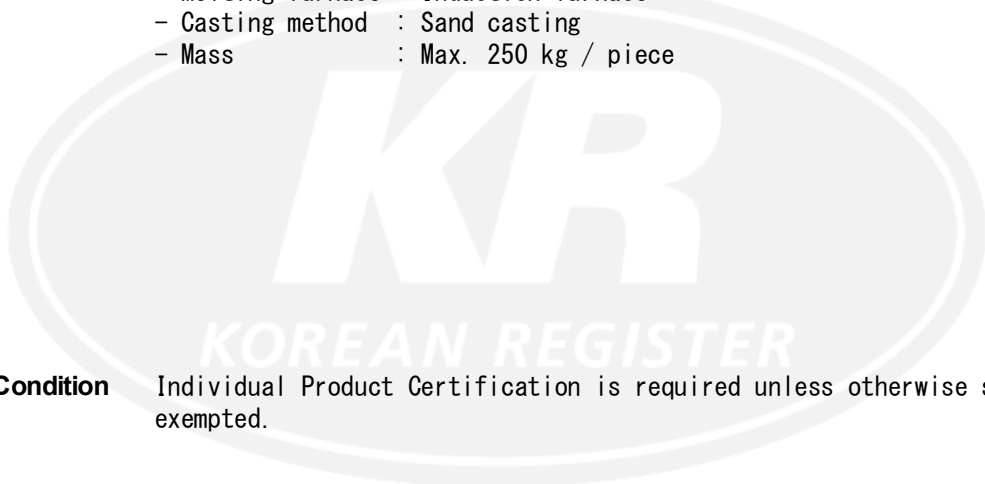 - Casting method : Sand casting
- Mass : Max. 250 kg / piece
KR
KOREAN REGISTER
Condition Individual Product Certification is required unless otherwise
exempted.